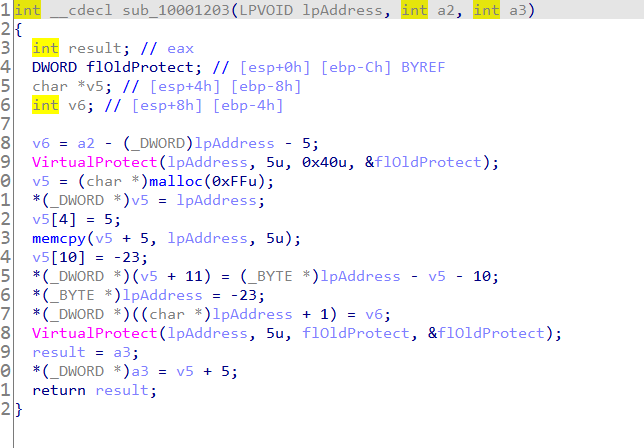 1 int __cdecl sub_10001203(LPVOID lpAddress, int a2, int a3)
2 {
3   int result; // eax
4   DWORD flOldProtect; // [esp+0h] [ebp-Ch] BYREF
5   char *v5; // [esp+4h] [ebp-8h]
6   int v6; // [esp+8h] [ebp-4h]
7
8   v6 = a2 - (_DWORD)lpAddress - 5;
9   VirtualProtect(lpAddress, 5u, 0x40u, &flOldProtect);
0   v5 = (char *)malloc(0xFFu);
1   *(_DWORD *)v5 = lpAddress;
2   v5[4] = 5;
3   memcpy(v5 + 5, lpAddress, 5u);
4   v5[10] = -23;
5   *(_DWORD *)(v5 + 11) = (_BYTE *)lpAddress - v5 - 10;
6   *(_BYTE *)lpAddress = -23;
7   *(_DWORD *)((char *)lpAddress + 1) = v6;
8   VirtualProtect(lpAddress, 5u, flOldProtect, &flOldProtect);
9   result = a3;
0   *(_DWORD *)a3 = v5 + 5;
1   return result;
2 }